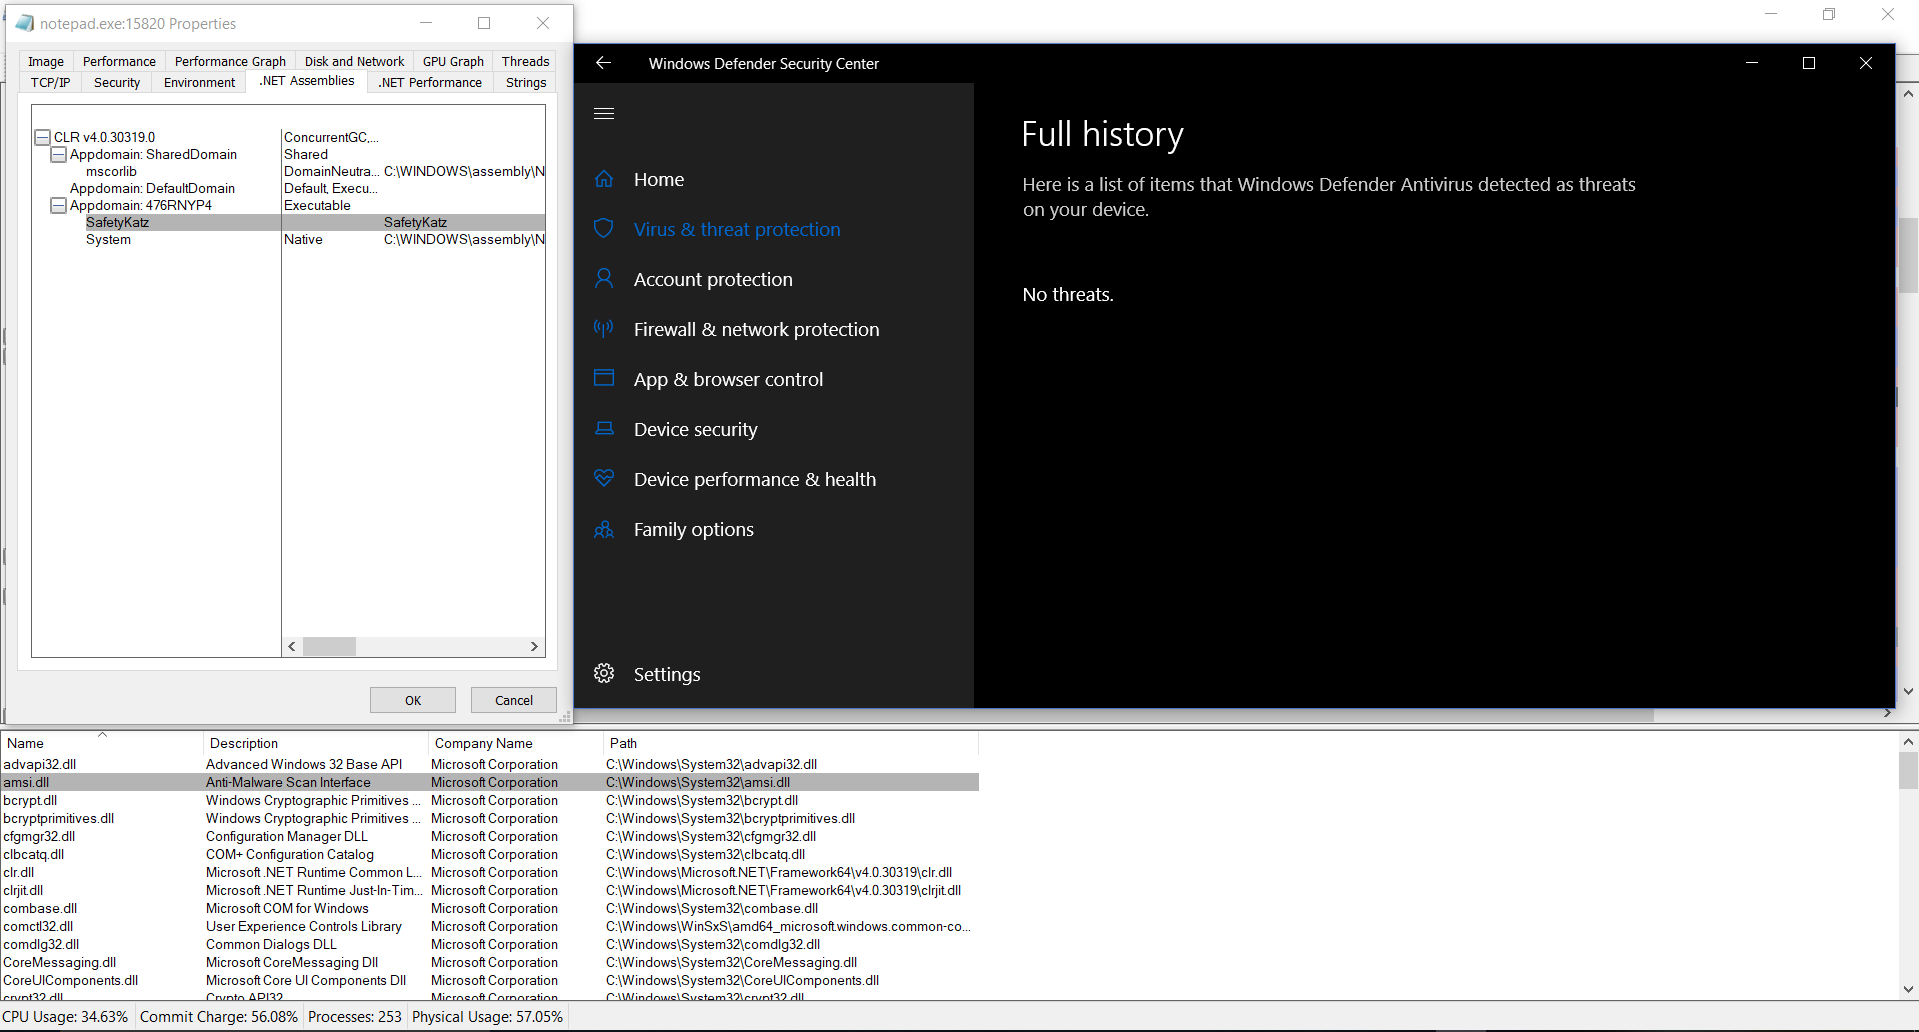 notepad.exe:15820 Properties
Image Performance Performance Graph Disk and Network GPU Graph Threads
TCP/IP Security Environment .NET Assemblies .NET Performance Strings
CLR v4.0.30319.0 ConcurrentGC,...
Appdomain: SharedDomain Shared
mscorlib DomainNeutra... C:\WINDOWS\assembly\N
Appdomain: DefaultDomain Default, Execu...
Appdomain: 476RNYP4 Executable
SafetyKatz SafetyKatz
System Native C:\WINDOWS\assembly\N
OK Cancel
Windows Defender Security Center
Home
Virus & threat protection
Account protection
Firewall & network protection
App & browser control
Device security
Device performance & health
Family options
Settings
Full history
Here is a list of items that Windows Defender Antivirus detected as threats
on your device.
No threats.
Name Description Company Name Path
advapi32.dll Advanced Windows 32 Base API Microsoft Corporation C:\Windows\System32\advapi32.dll
amsi.dll Anti-Malware Scan Interface Microsoft Corporation C:\Windows\System32\amsi.dll
bcrypt.dll Windows Cryptographic Primitives ... Microsoft Corporation C:\Windows\System32\bcrypt.dll
bcryptprimitives.dll Windows Cryptographic Primitives ... Microsoft Corporation C:\Windows\System32\bcryptprimitives.dll
cfgmgr32.dll Configuration Manager DLL Microsoft Corporation C:\Windows\System32\cfgmgr32.dll
clbcatq.dll COM+ Configuration Catalog Microsoft Corporation C:\Windows\System32\clbcatq.dll
clr.dll Microsoft .NET Runtime Common L... Microsoft Corporation C:\Windows\Microsoft.NET\Framework64\v4.0.30319\clr.dll
clrjit.dll Microsoft .NET Runtime Just-In-Tim... Microsoft Corporation C:\Windows\Microsoft.NET\Framework64\v4.0.30319\clrjit.dll
combase.dll Microsoft COM for Windows Microsoft Corporation C:\Windows\System32\combase.dll
comctl32.dll User Experience Controls Library Microsoft Corporation C:\Windows\WinSxS\amd64_microsoft.windows.common-co...
comdlg32.dll Common Dialogs DLL Microsoft Corporation C:\Windows\System32\comdlg32.dll
CoreMessaging.dll Microsoft CoreMessaging Dll Microsoft Corporation C:\Windows\System32\CoreMessaging.dll
CoreUIComponents.dll Microsoft Core UI Components Dll Microsoft Corporation C:\Windows\System32\CoreUIComponents.dll
crypt32.dll Crypto API32 Microsoft Corporation C:\Windows\System32\crypt32.dll
CPU Usage: 34.63% Commit Charge: 56.08% Processes: 253 Physical Usage: 57.05%